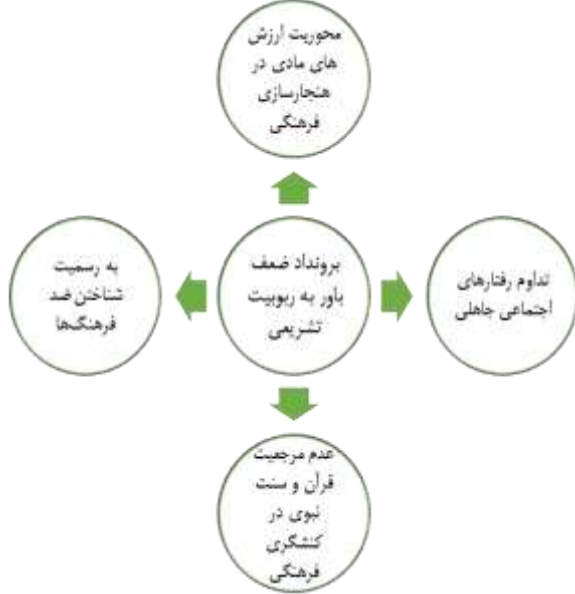 محوریت ارزش
های مادی در
هنجارسازی
فرهنگی
برونداد ضعف
باور به ربوبیت
تشریعی
تداوم رفتارهای
اجتماعی جاهلی
به رسمیت
شناختن ضد
فرهنگ‌ها
عدم مرجعیت
قرآن و سنت
نبوی در
کنشگری
فرهنگی